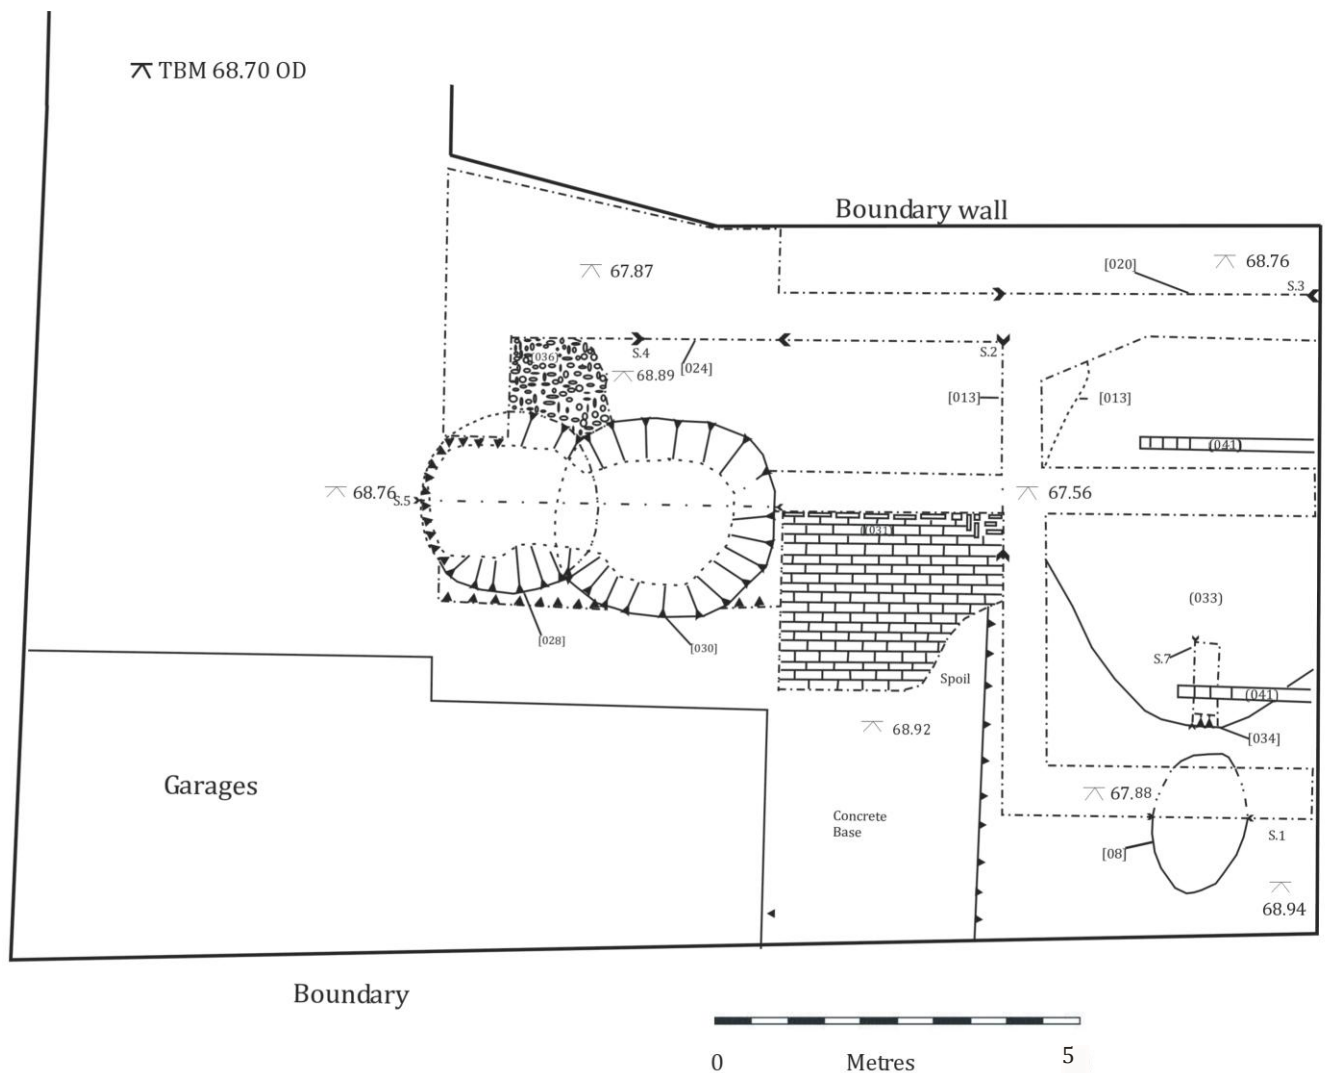 TBM 68.70 OD
Boundary wall
67.87
[020]
68.76
S.3
(036)
S.4
[024]
68.89
S.2
[013]
[013]
(041)
68.76
S.5
67.56
(031)
(033)
[028]
[030]
S.7
Spoil
(041)
68.92
[034]
Garages
67.88
Concrete
Base
S.1
[08]
68.94
Boundary
0
Metres
5